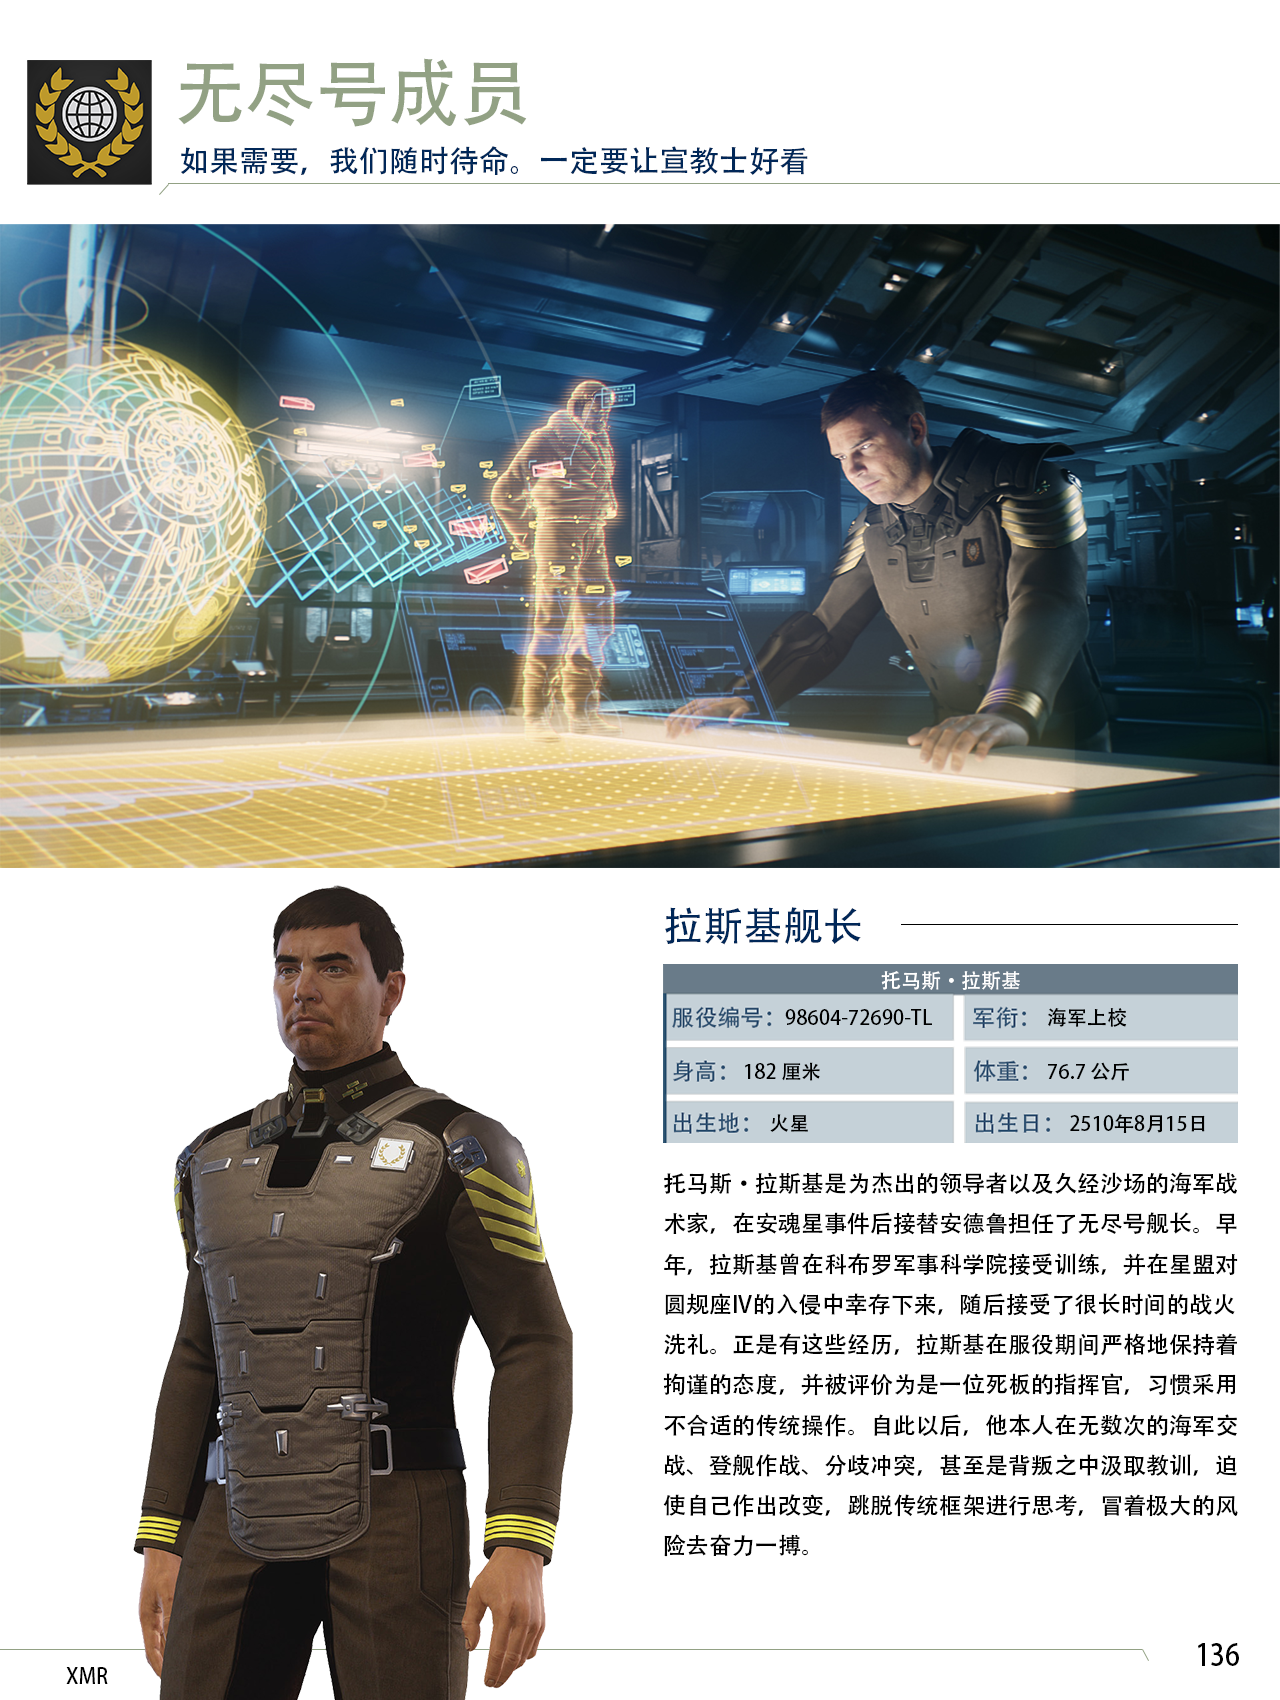 无尽号成员
如果需要，我们随时待命。一定要让宣教士好看
拉斯基舰长
托马斯·拉斯基
服役编号：98604-72690-TL
军衔：海军上校
身高：182 厘米
体重：76.7 公斤
出生地：火星
出生日：2510年8月15日
托马斯·拉斯基是为杰出的领导者以及久经沙场的海军战
术家，在安魂星事件后接替安德鲁担任了无尽号舰长。早
年，拉斯基曾在科布罗军事科学院接受训练，并在星盟对
圆规座IV的入侵中幸存下来，随后接受了很长时间的战火
洗礼。正是有这些经历，拉斯基在服役期间严格地保持着
拘谨的态度，并被评价为是一位死板的指挥官，习惯采用
不合适的传统操作。自此以后，他本人在无数次的海军交
战、登舰作战、分歧冲突，甚至是背叛之中汲取教训，迫
使自己作出改变，跳脱传统框架进行思考，冒着极大的风
险去奋力一搏。
XMR
136